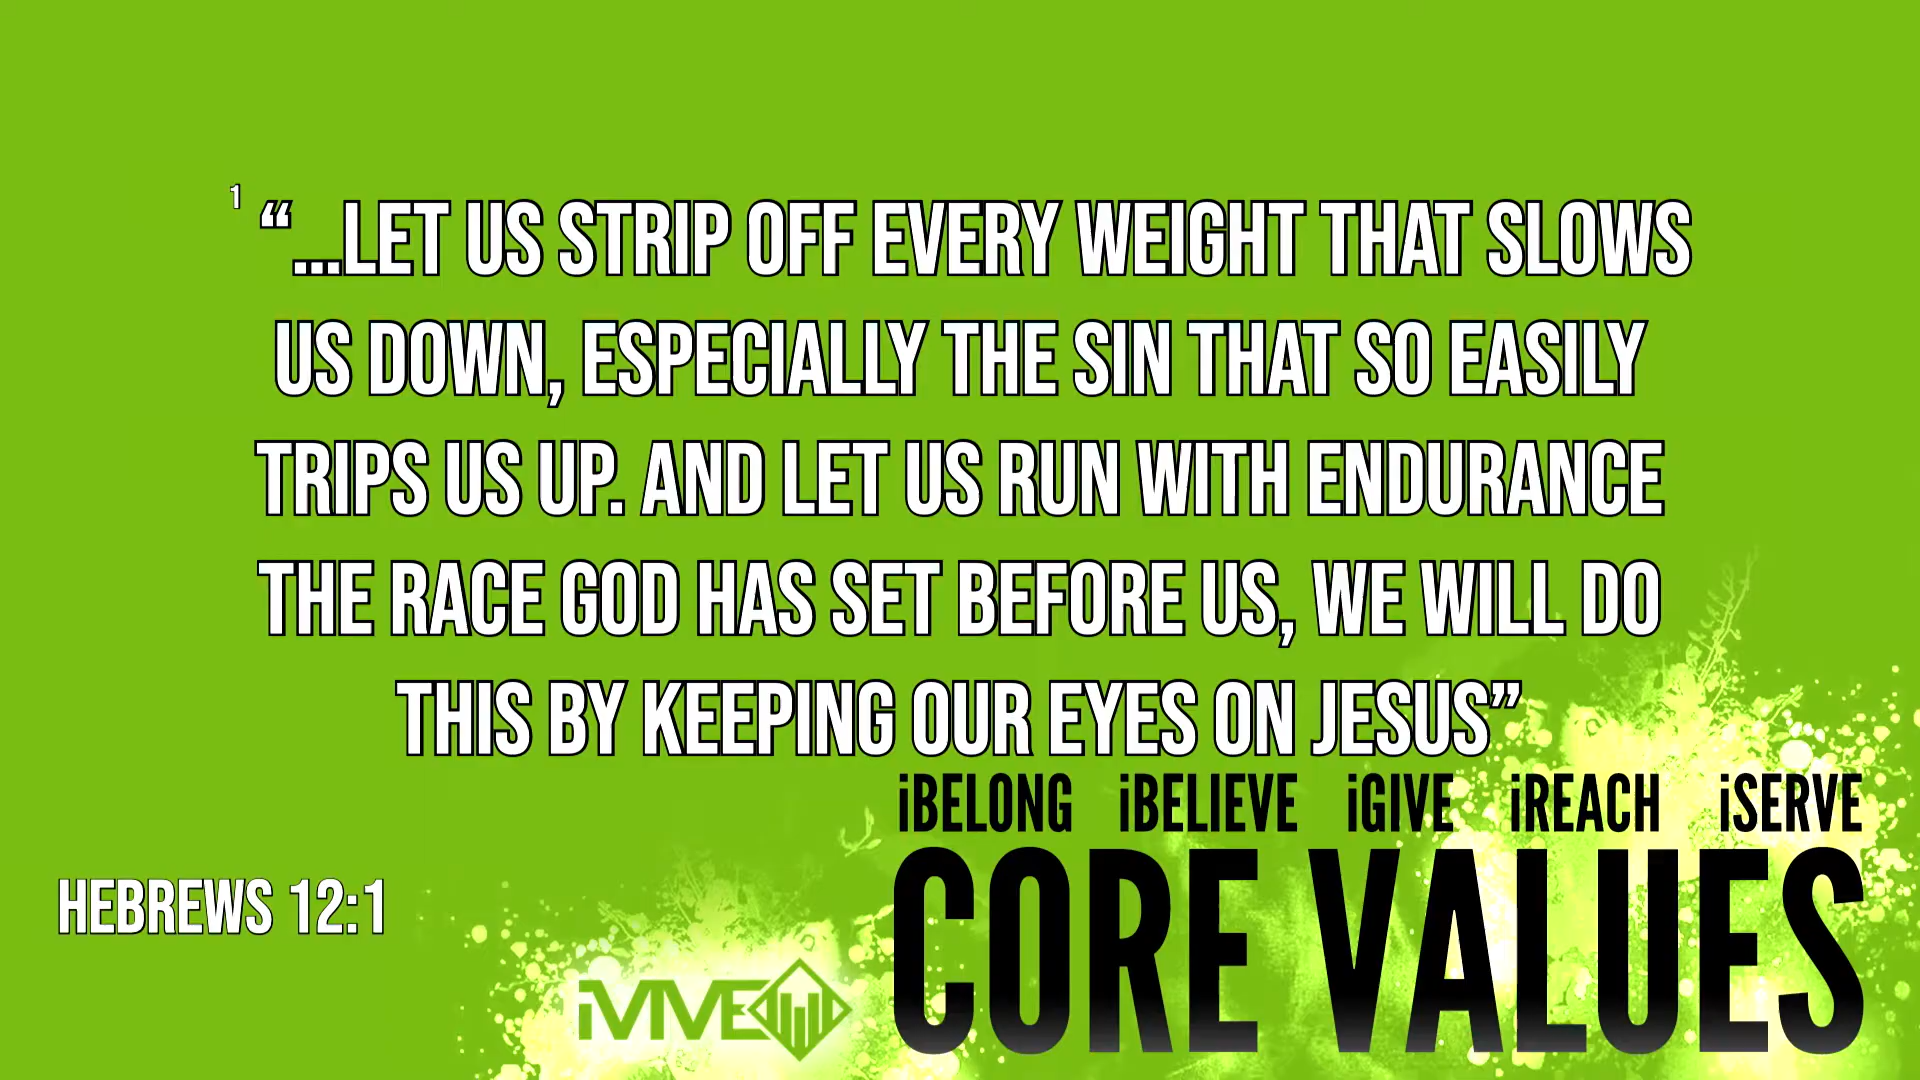 1 “...LET US STRIP OFF EVERY WEIGHT THAT SLOWS
US DOWN, ESPECIALLY THE SIN THAT SO EASILY
TRIPS US UP. AND LET US RUN WITH ENDURANCE
THE RACE GOD HAS SET BEFORE US, WE WILL DO
THIS BY KEEPING OUR EYES ON JESUS”
iBELONG iBELIEVE iGIVE iREACH iSERVE
CORE VALUES
HEBREWS 12:1
iVIVE